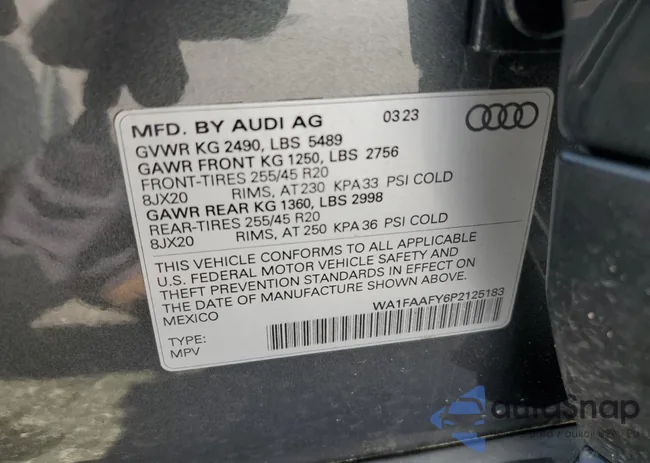 MFD. BY AUDI AG 03 23
GVWR KG 2490, LBS 5489
GAWR FRONT KG 1250, LBS 2756
FRONT-TIRES 255/45 R20
8JX20 RIMS, AT 230 KPA 33 PSI COLD
GAWR REAR KG 1360, LBS 2998
REAR-TIRES 255/45 R20
8JX20 RIMS, AT 250 KPA 36 PSI COLD
THIS VEHICLE CONFORMS TO ALL APPLICABLE
U.S. FEDERAL MOTOR VEHICLE SAFETY AND
THEFT PREVENTION STANDARDS IN EFFECT ON
THE DATE OF MANUFACTURE SHOWN ABOVE.
MEXICO
WA1FAAFY6P2125183
TYPE:
MPV
autoSnap